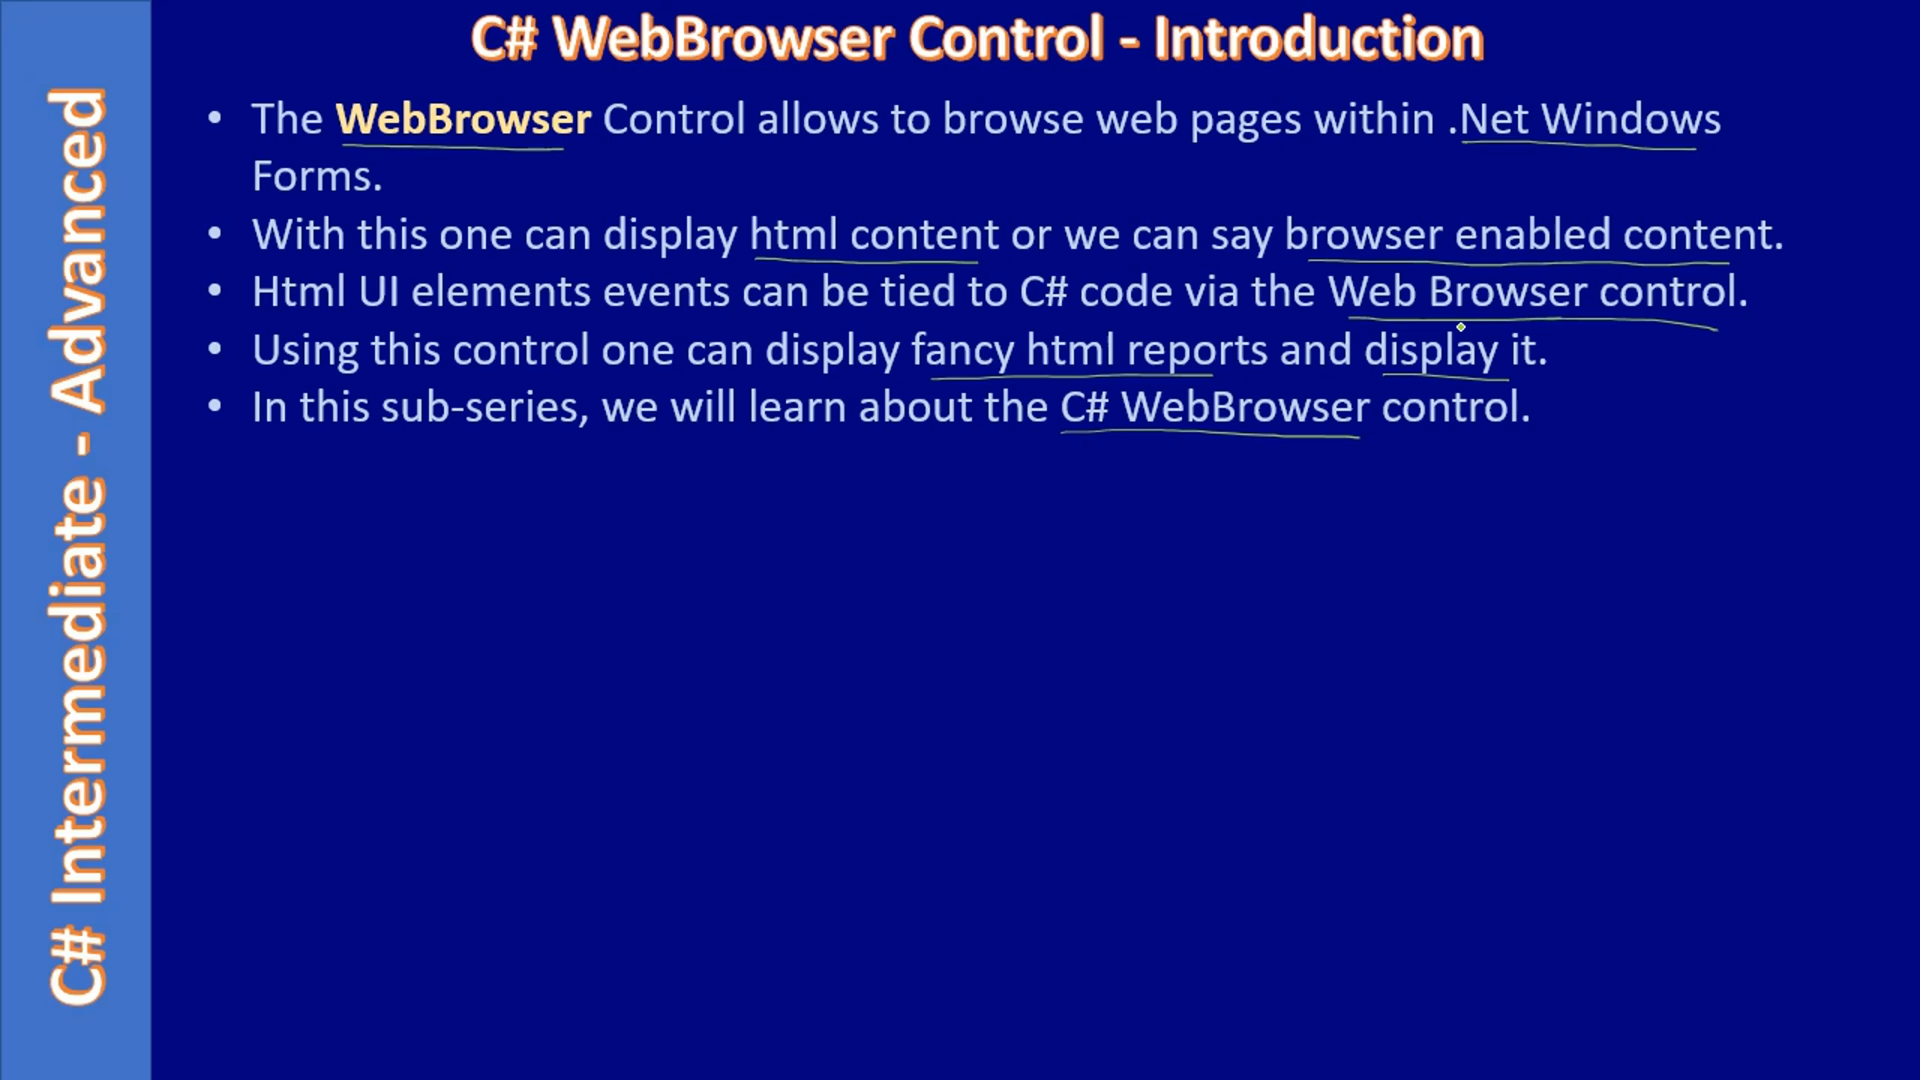 C# WebBrowser Control - Introduction
• The WebBrowser Control allows to browse web pages within .Net Windows
Forms.
• With this one can display html content or we can say browser enabled content.
• Html UI elements events can be tied to C# code via the Web Browser control.
• Using this control one can display fancy html reports and display it.
• In this sub-series, we will learn about the C# WebBrowser control.
C# Intermediate - Advanced